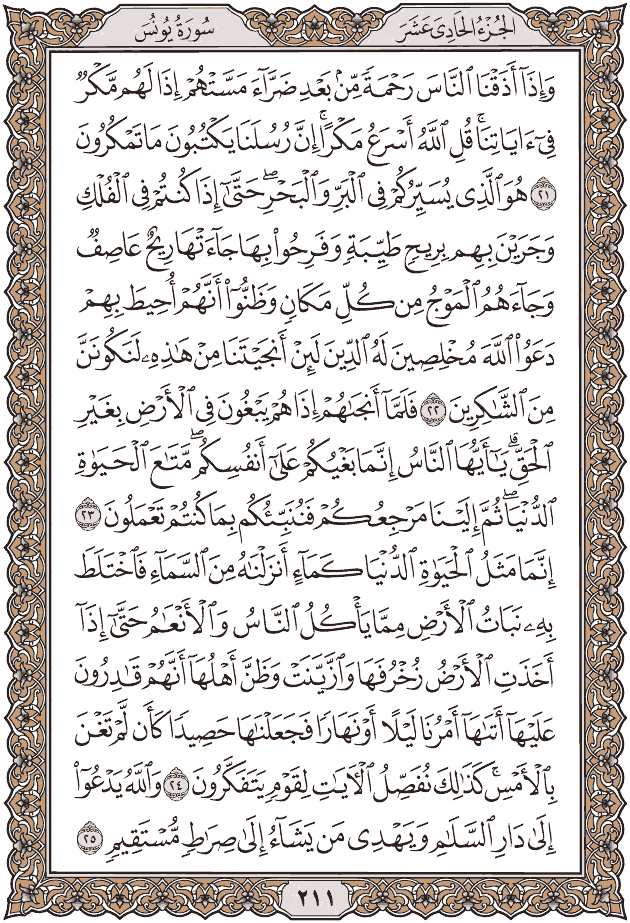 الجُزْءُ الحَادِى عَشَرَ
سُورَةُ يُونُسَ
وَإِذَآ أَذَقْنَا ٱلنَّاسَ رَحْمَةً مِّنۢ بَعْدِ ضَرَّآءَ مَسَّتْهُمْ إِذَا لَهُم مَّكْرٌ
فِىٓ ءَايَاتِنَاۚ قُلِ ٱللَّهُ أَسْرَعُ مَكْرًاۚ إِنَّ رُسُلَنَا يَكْتُبُونَ مَا تَمْكُرُونَ
٢١ هُوَ ٱلَّذِى يُسَيِّرُكُمْ فِى ٱلْبَرِّ وَٱلْبَحْرِۖ حَتَّىٰٓ إِذَا كُنتُمْ فِى ٱلْفُلْكِ
وَجَرَيْنَ بِهِم بِرِيحٍ طَيِّبَةٍ وَفَرِحُوا۟ بِهَا جَآءَتْهَا رِيحٌ عَاصِفٌ
وَجَآءَهُمُ ٱلْمَوْجُ مِن كُلِّ مَكَانٍ وَظَنُّوٓا۟ أَنَّهُمْ أُحِيطَ بِهِمْ
دَعَوُا۟ ٱللَّهَ مُخْلِصِينَ لَهُ ٱلدِّينَ لَئِنْ أَنجَيْتَنَا مِنْ هَٰذِهِۦ لَنَكُونَنَّ
مِنَ ٱلشَّٰكِرِينَ ٢٢ فَلَمَّآ أَنجَىٰهُمْ إِذَا هُمْ يَبْغُونَ فِى ٱلْأَرْضِ بِغَيْرِ
ٱلْحَقِّۗ يَٰٓأَيُّهَا ٱلنَّاسُ إِنَّمَا بَغْيُكُمْ عَلَىٰٓ أَنفُسِكُمۖ مَّتَٰعَ ٱلْحَيَوٰةِ
ٱلدُّنْيَاۖ ثُمَّ إِلَيْنَا مَرْجِعُكُمْ فَنُنَبِّئُكُم بِمَا كُنتُمْ تَعْمَلُونَ ٢٣
إِنَّمَا مَثَلُ ٱلْحَيَوٰةِ ٱلدُّنْيَا كَمَآءٍ أَنزَلْنَٰهُ مِنَ ٱلسَّمَآءِ فَٱخْتَلَطَ
بِهِۦ نَبَاتُ ٱلْأَرْضِ مِمَّا يَأْكُلُ ٱلنَّاسُ وَٱلْأَنْعَٰمُ حَتَّىٰٓ إِذَآ
أَخَذَتِ ٱلْأَرْضُ زُخْرُفَهَا وَٱزَّيَّنَتْ وَظَنَّ أَهْلُهَآ أَنَّهُمْ قَٰدِرُونَ
عَلَيْهَآ أَتَىٰهَآ أَمْرُنَا لَيْلًا أَوْ نَهَارًا فَجَعَلْنَٰهَا حَصِيدًا كَأَن لَّمْ تَغْنَ
بِٱلْأَمْسِۚ كَذَٰلِكَ نُفَصِّلُ ٱلْءَايَٰتِ لِقَوْمٍ يَتَفَكَّرُونَ ٢٤ وَٱللَّهُ يَدْعُوٓا۟
إِلَىٰ دَارِ ٱلسَّلَٰمِ وَيَهْدِى مَن يَشَآءُ إِلَىٰ صِرَٰطٍ مُّسْتَقِيمٍ ٢٥
٢١١